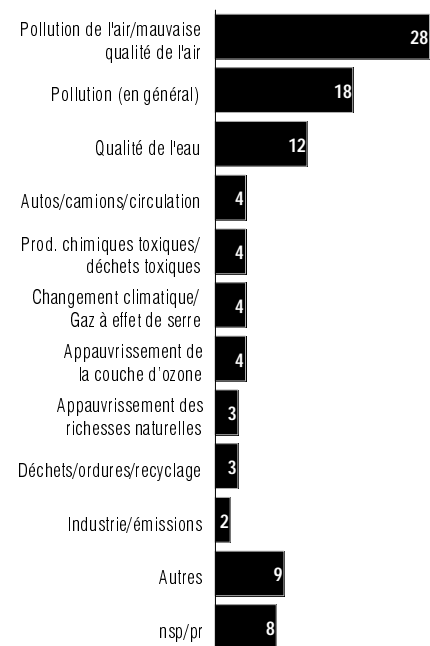 Pollution de l'air/mauvaise
qualité de l'air
28
Pollution (en général)
18
Qualité de l'eau
12
Autos/camions/circulation
4
Prod. chimiques toxiques/
déchets toxiques
4
Changement climatique/
Gaz à effet de serre
4
Appauvrissement de
la couche d'ozone
4
Appauvrissement des
richesses naturelles
3
Déchets/ordures/recyclage
3
Industrie/émissions
2
Autres
9
nsp/pr
8